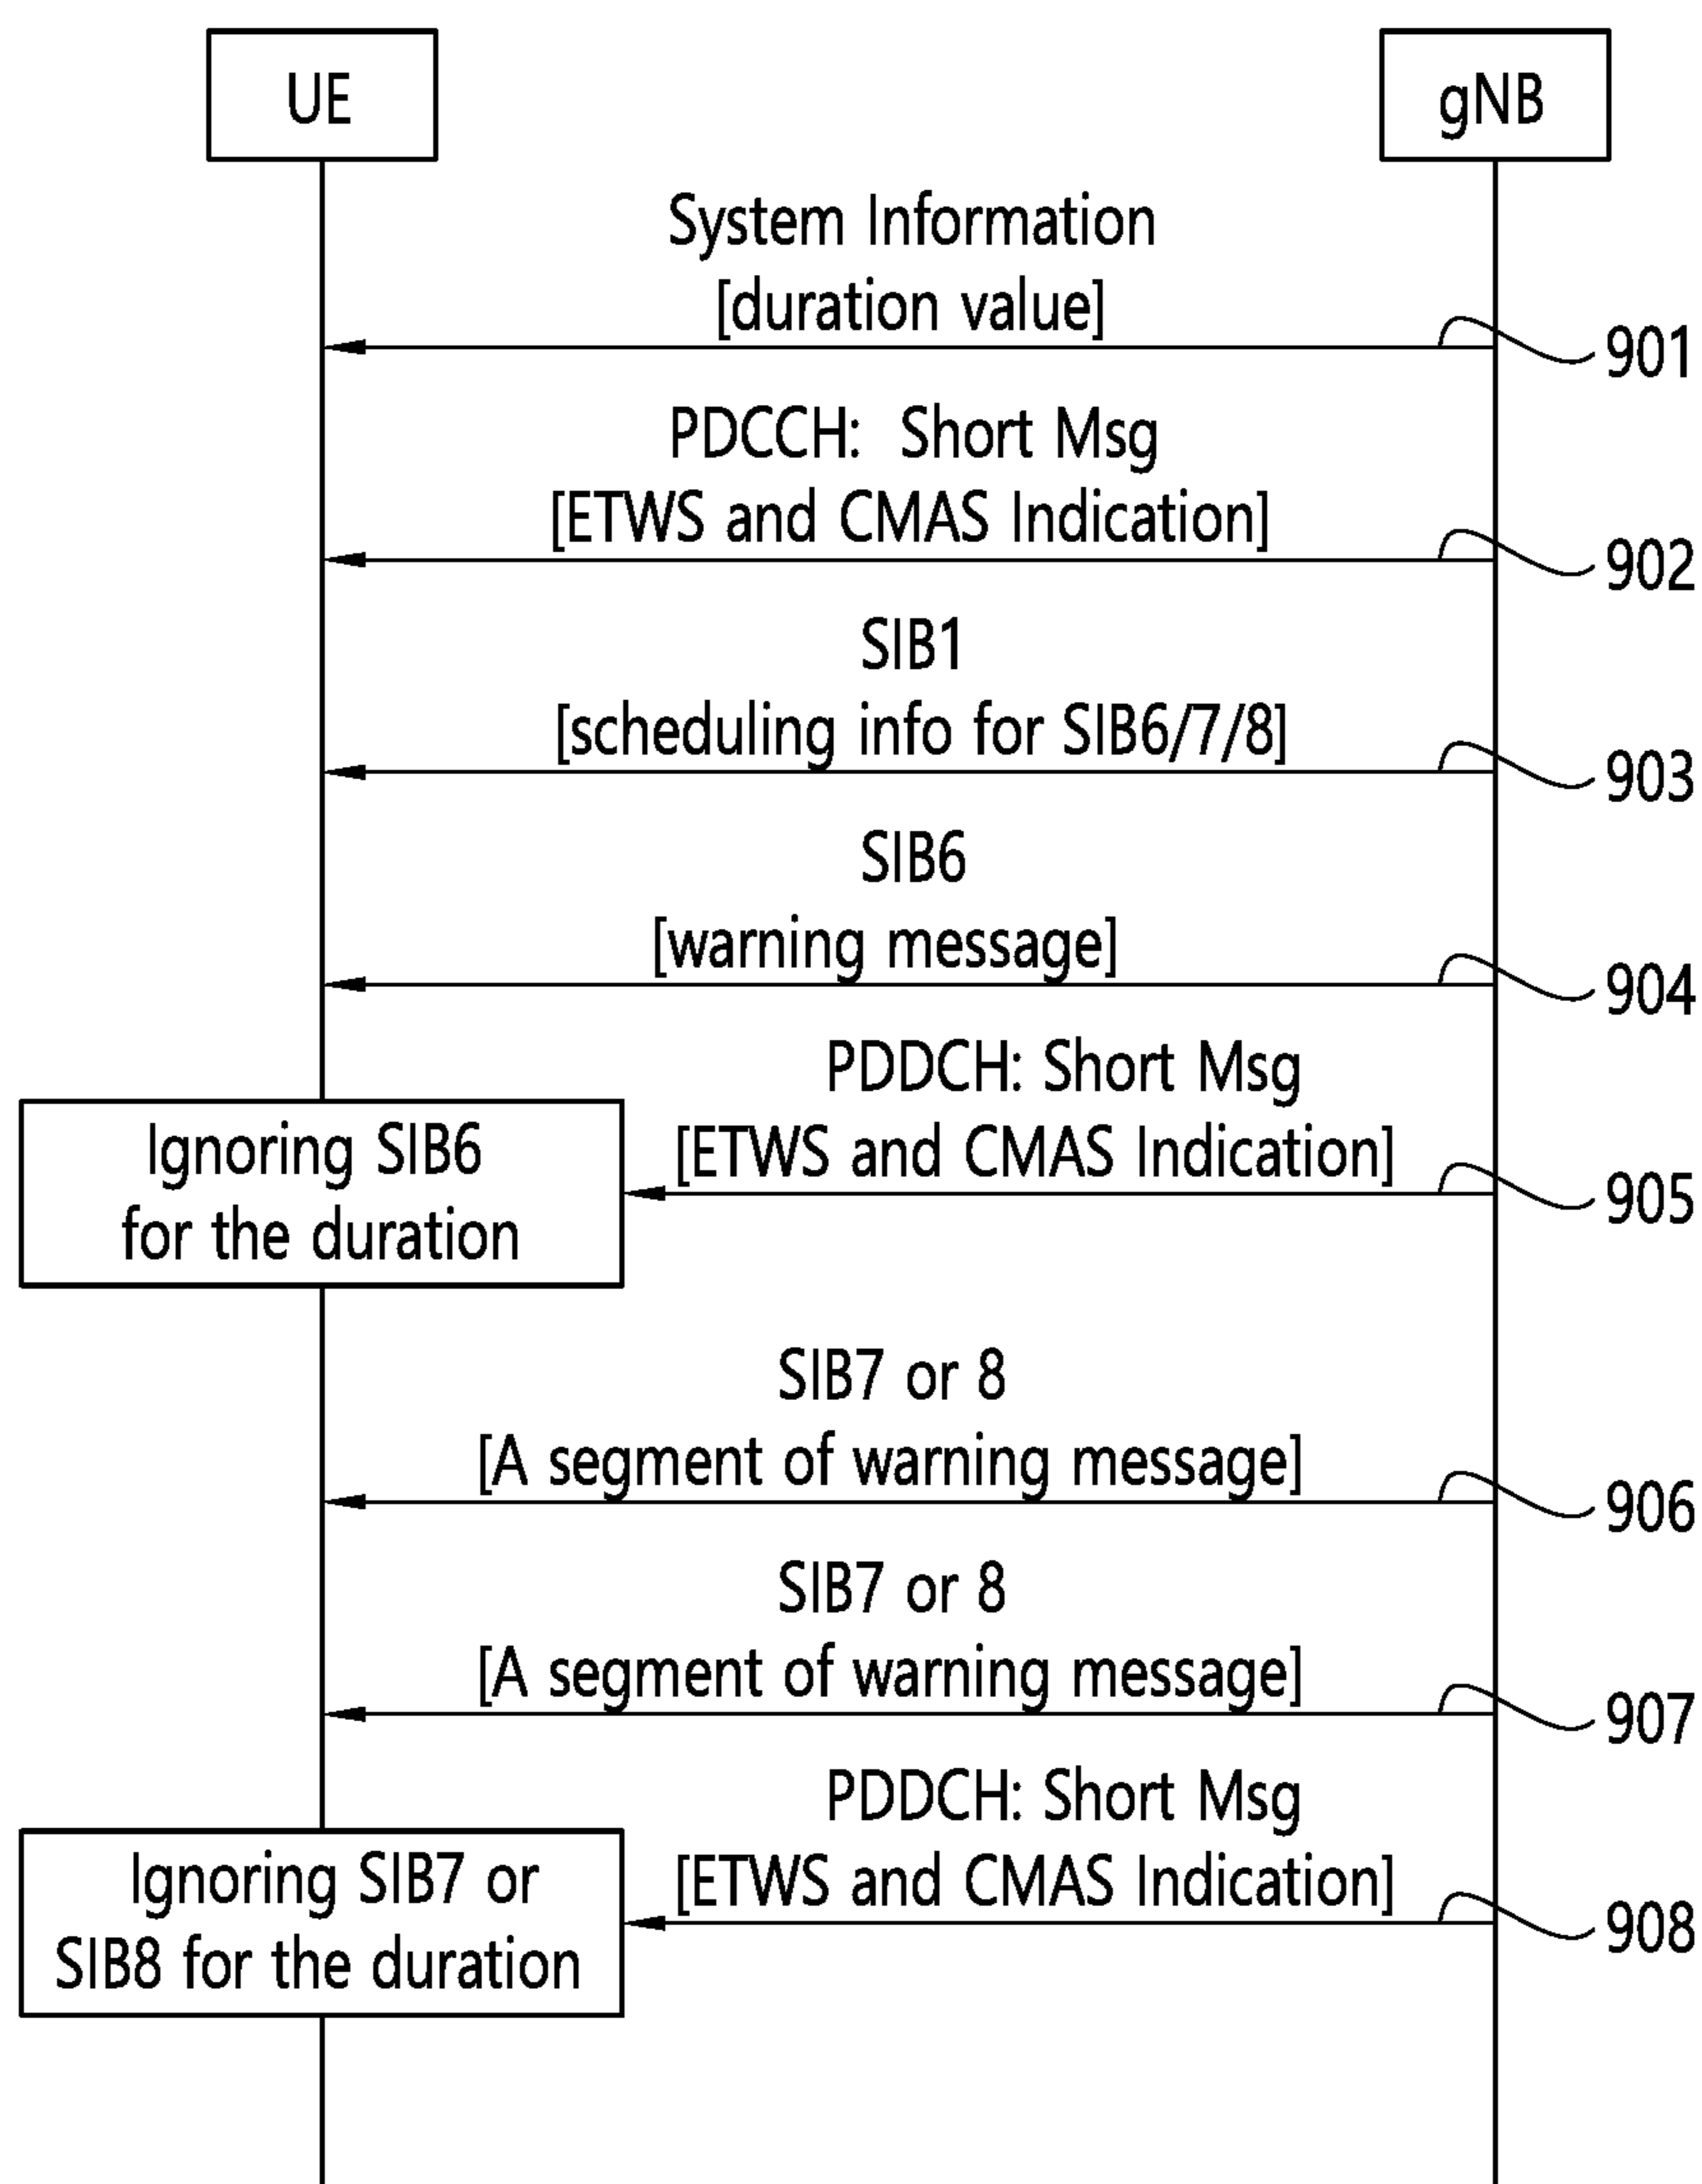 UE
gNB
System Information
[duration value]
901
PDCCH: Short Msg
[ETWS and CMAS Indication]
902
SIB1
[scheduling info for SIB6/7/8]
903
SIB6
[warning message]
904
PDDCH: Short Msg
[ETWS and CMAS Indication]
905
Ignoring SIB6
for the duration
SIB7 or 8
[A segment of warning message]
906
SIB7 or 8
[A segment of warning message]
907
PDDCH: Short Msg
[ETWS and CMAS Indication]
908
Ignoring SIB7 or
SIB8 for the duration